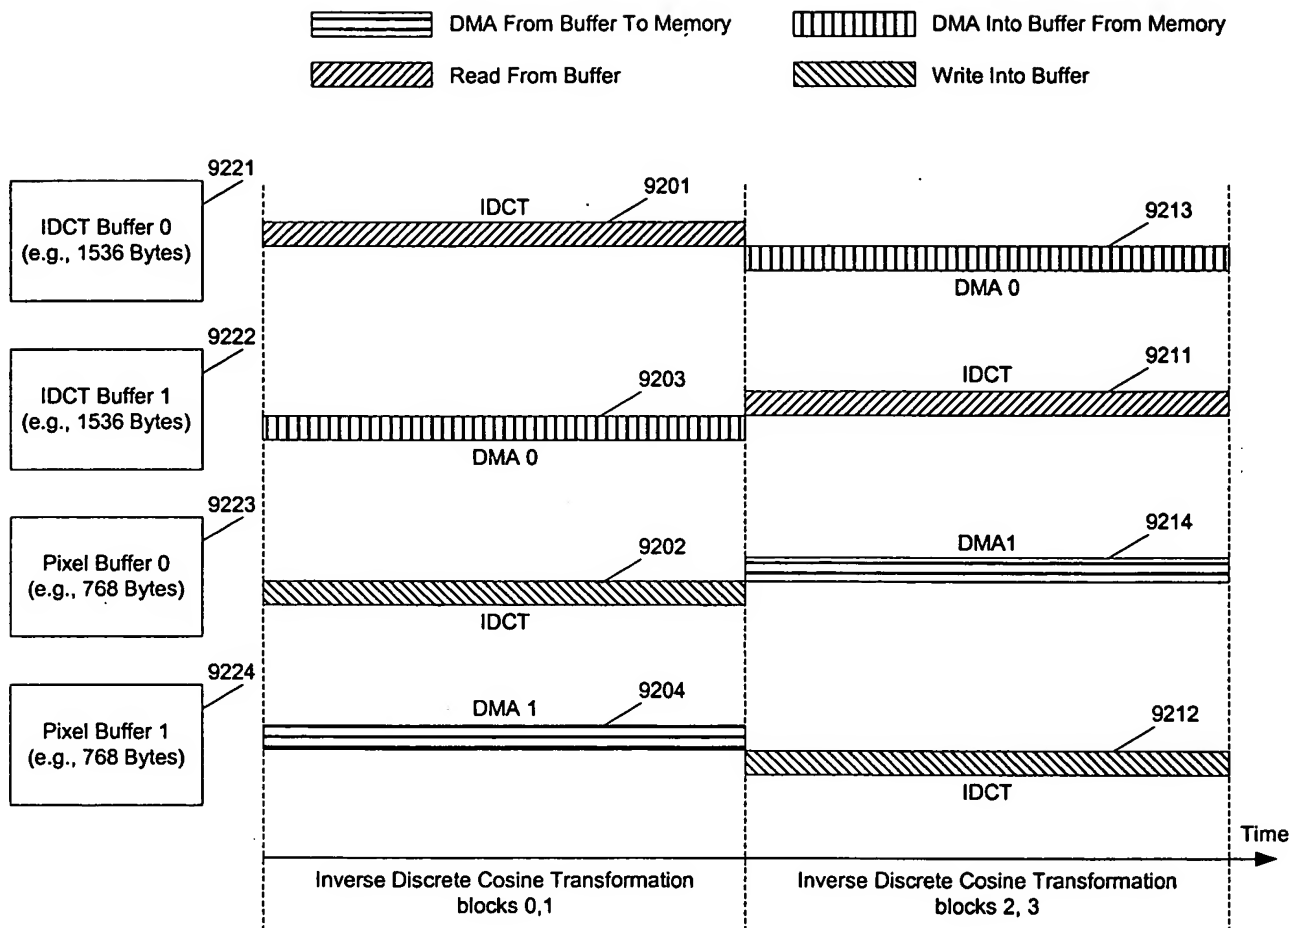 DMA From Buffer To Memory
DMA Into Buffer From Memory
Read From Buffer
Write Into Buffer
9221
IDCT Buffer 0
(e.g., 1536 Bytes)
9201
IDCT
9213
DMA 0
9222
IDCT Buffer 1
(e.g., 1536 Bytes)
9203
DMA 0
9211
IDCT
9223
Pixel Buffer 0
(e.g., 768 Bytes)
9202
IDCT
9214
DMA1
9224
Pixel Buffer 1
(e.g., 768 Bytes)
9204
DMA 1
9212
IDCT
Time
Inverse Discrete Cosine Transformation
blocks 0,1
Inverse Discrete Cosine Transformation
blocks 2, 3